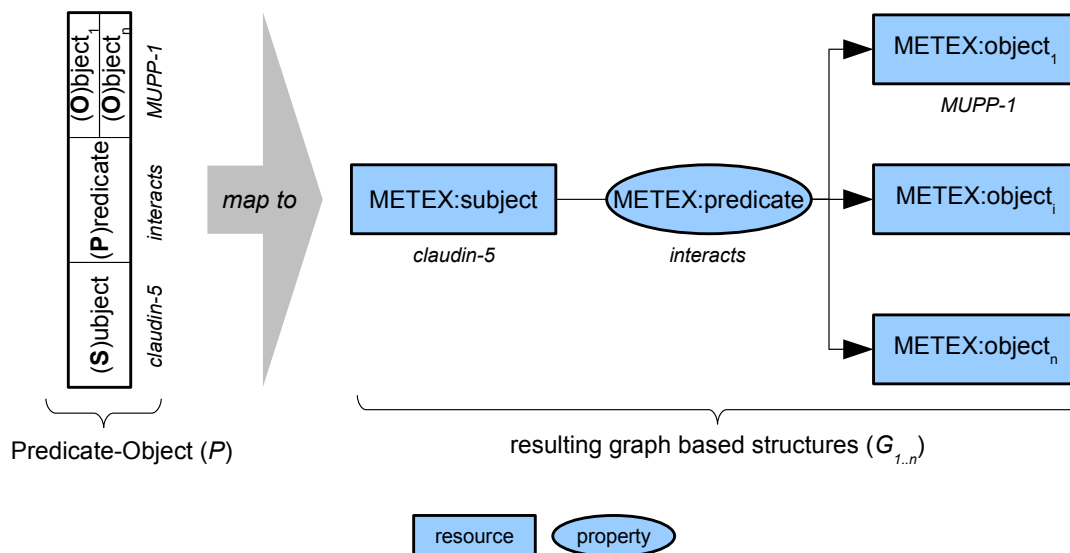 (O)bject1
(O)bjectn
MUPP-1
(P)redicate
interacts
(S)ubject
claudin-5
Predicate-Object (P)
map to
METEX:subject
claudin-5
METEX:predicate
interacts
METEX:object1
MUPP-1
METEX:objecti
METEX:objectn
resulting graph based structures (G1..n)
resource
property